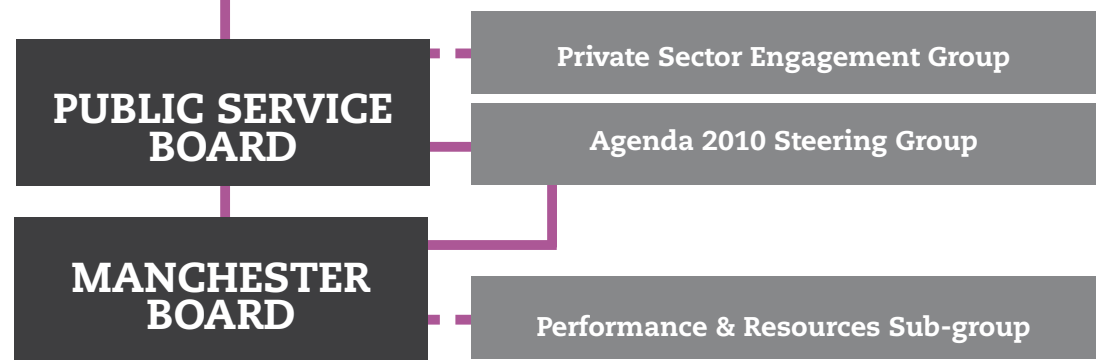 PUBLIC SERVICE
BOARD
Private Sector Engagement Group
Agenda 2010 Steering Group
MANCHESTER
BOARD
Performance & Resources Sub-group